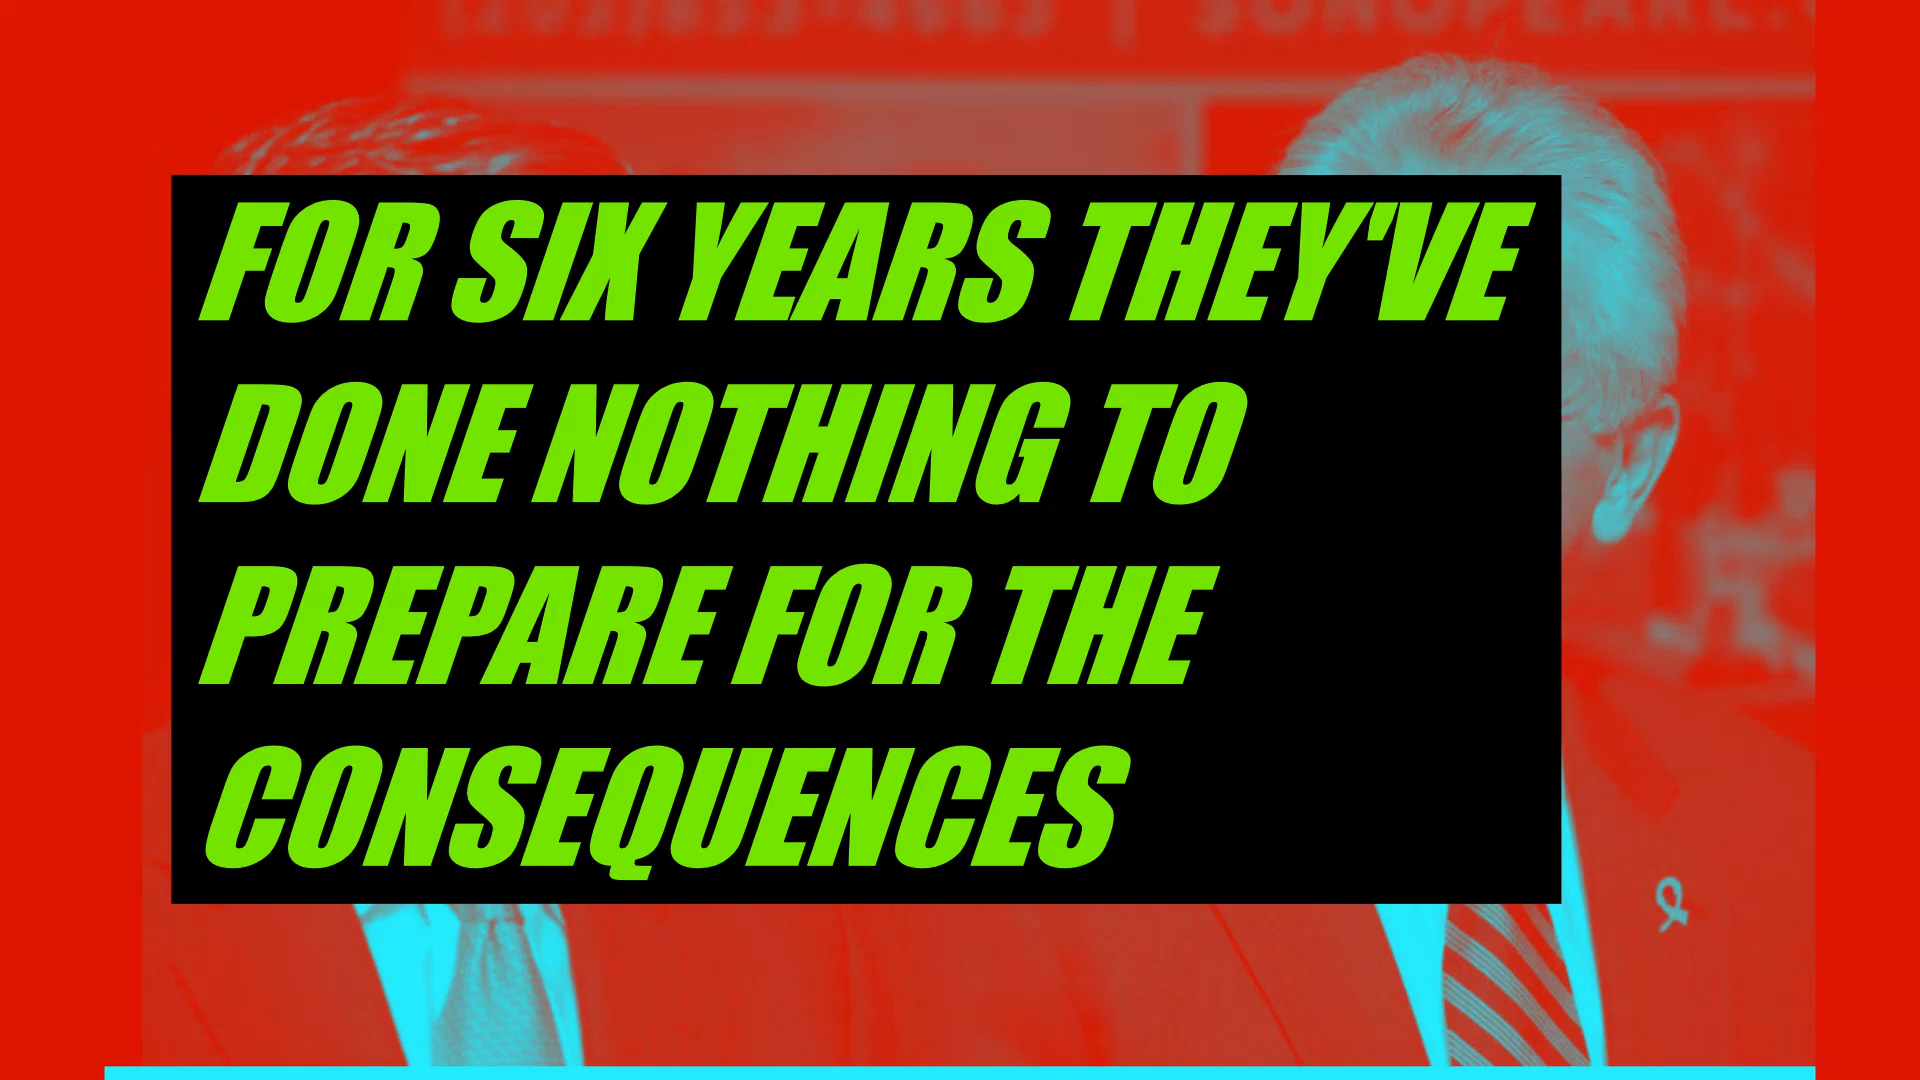 FOR SIX YEARS THEY'VE
DONE NOTHING TO
PREPARE FOR THE
CONSEQUENCES